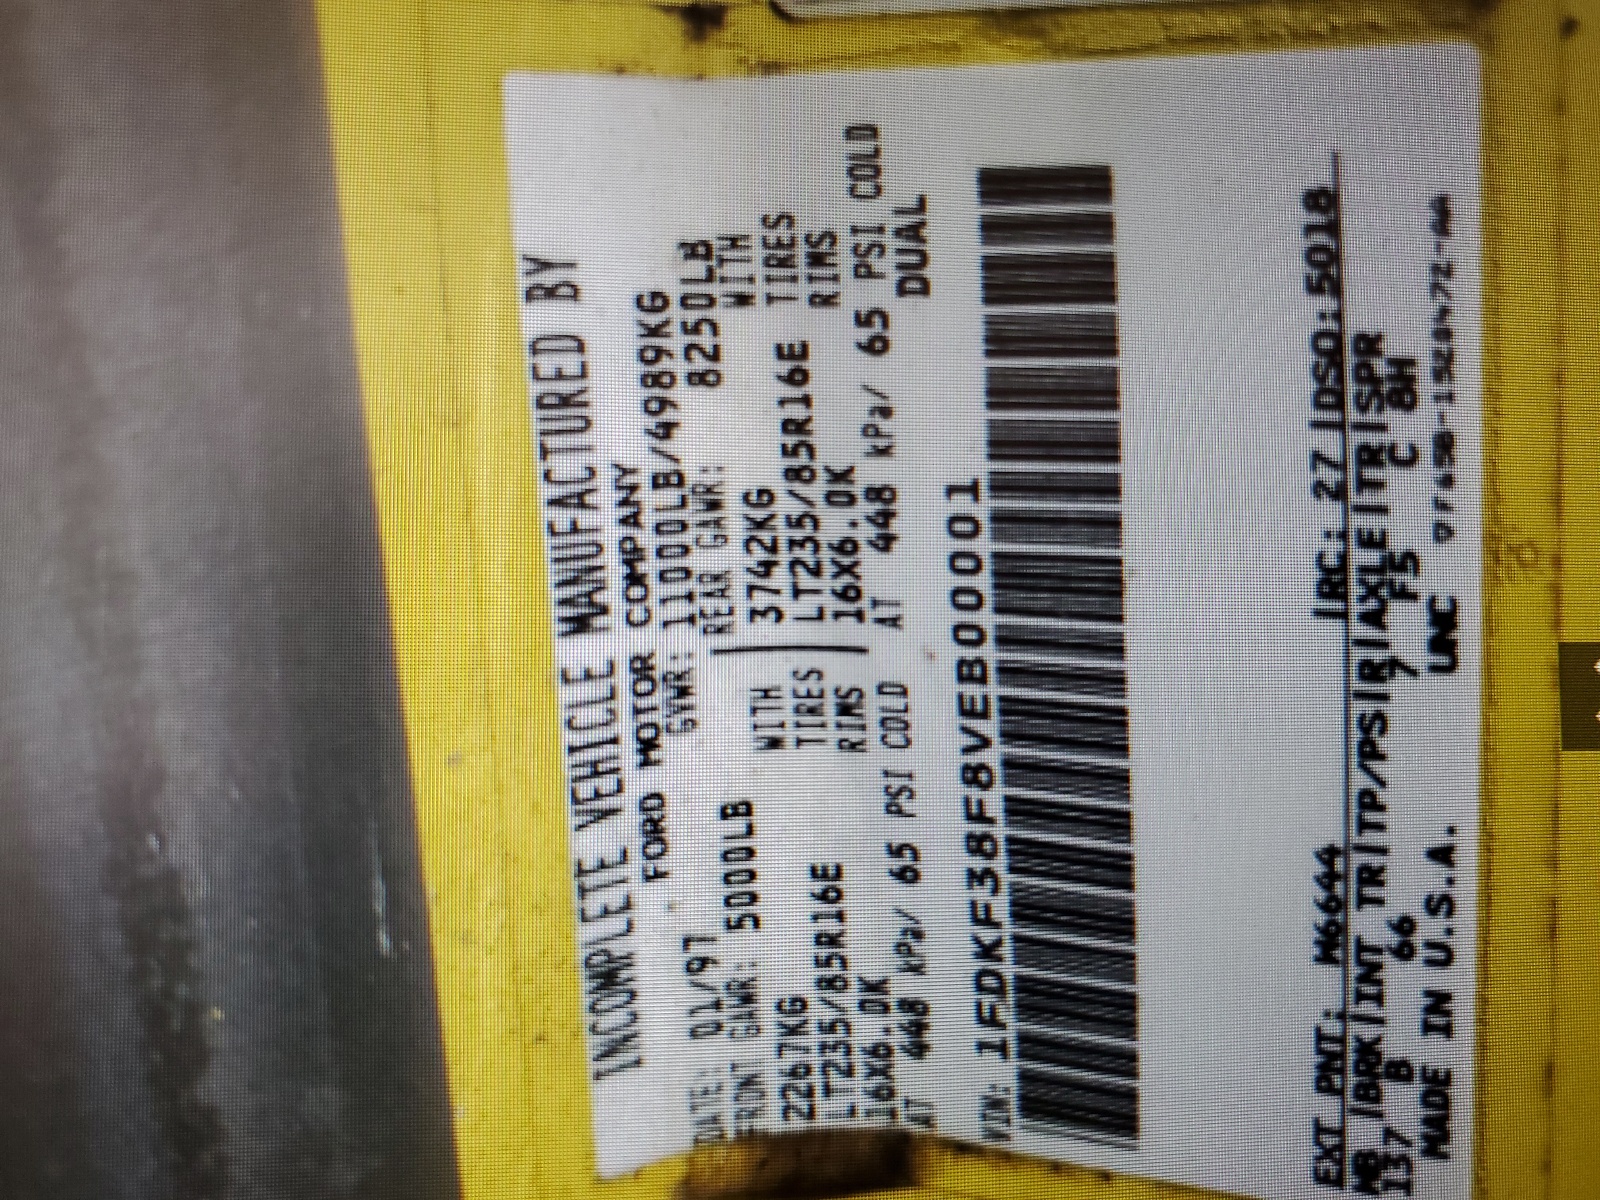 INCOMPLETE VEHICLE MANUFACTURED BY
FORD MOTOR COMPANY
DATE: 01/97 GVWR: 11000LB/4989KG
FRONT GAWR: 5000LB REAR GAWR: 8250LB
2267KG WITH 3742KG WITH
LT235/85R16E TIRES LT235/85R16E TIRES
16X6.0K RIMS 16X6.0K RIMS
AT 448 kPa/ 65 PSI COLD AT 448 kPa/ 65 PSI COLD
DUAL
VIN: 1FDKF38F8VEB00001
EXT PNT: M6644 RC: 27 DSO: 5018
WB BRK INT TR TP/PS R AXLE TR SPR
137 B 66 7 F5 C 8H
MADE IN U.S.A. UNC